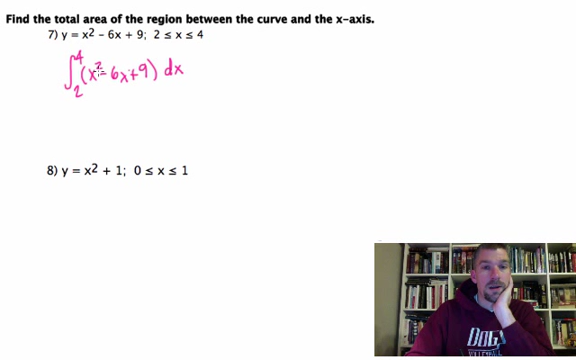 Find the total area of the region between the curve and the x-axis.
7) y = x2 - 6x + 9; 2 ≤ x ≤ 4
∫₂⁴ (x² - 6x + 9) dx
8) y = x2 + 1; 0 ≤ x ≤ 1